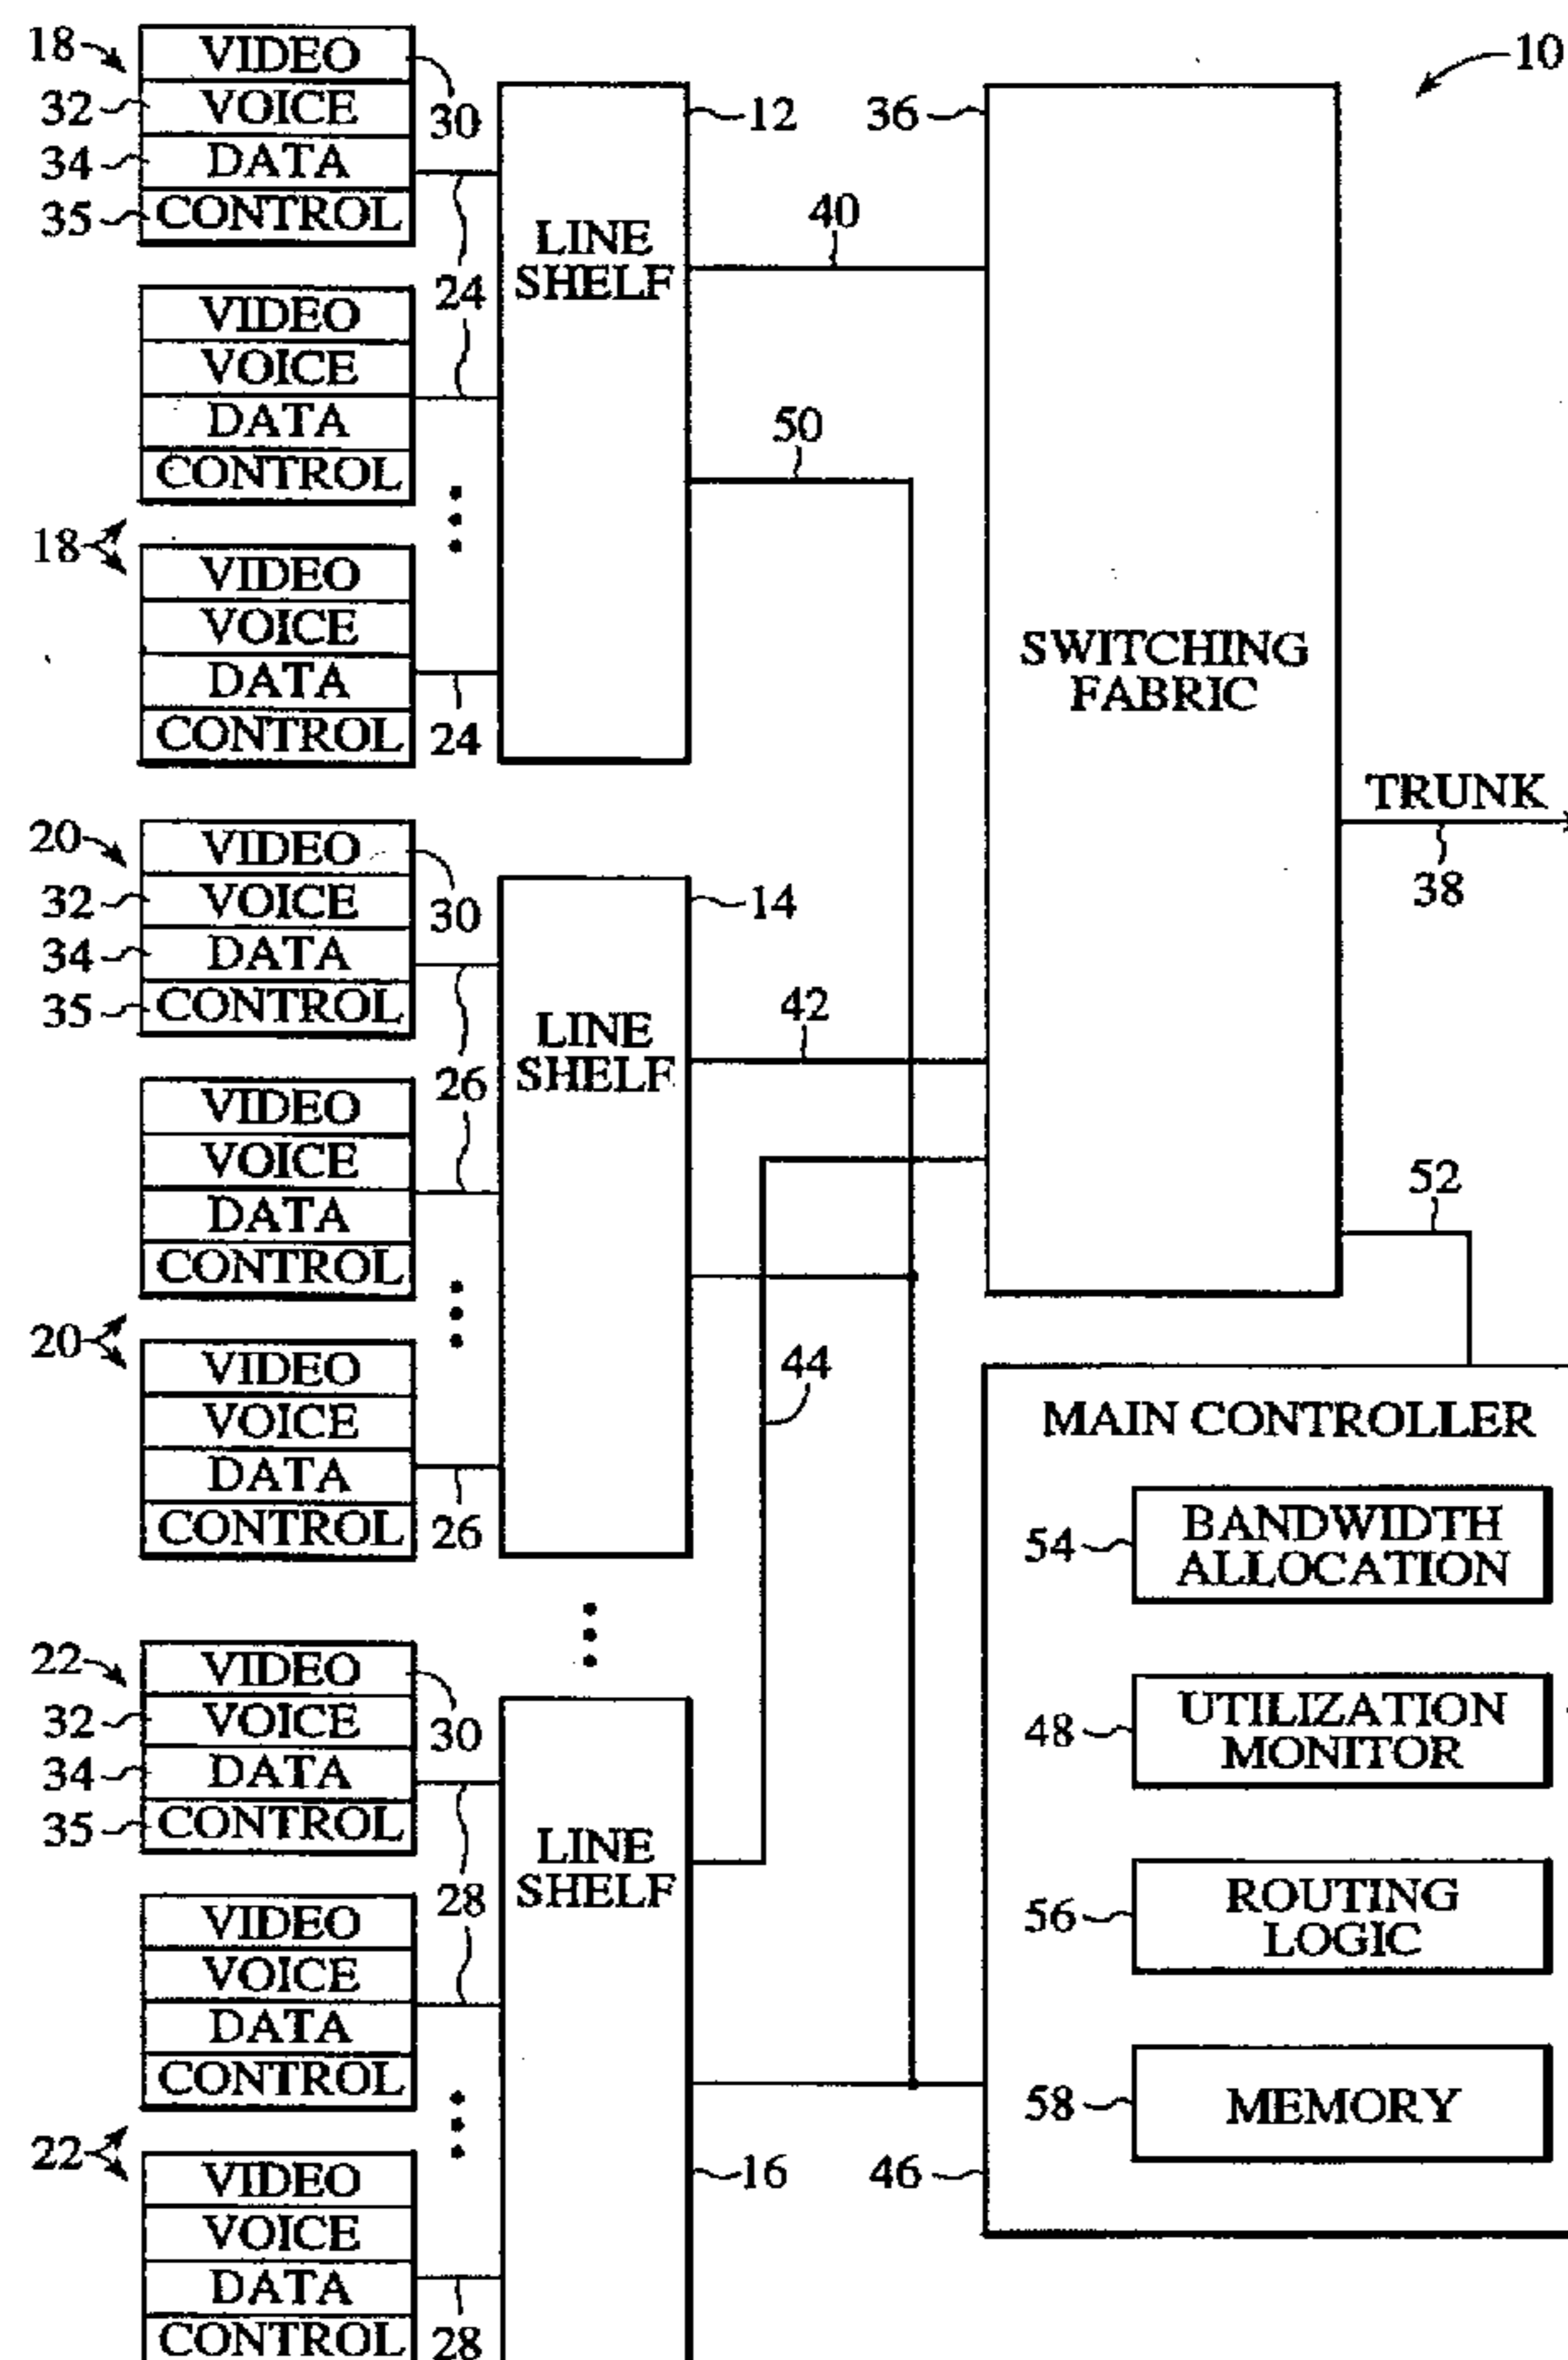 18
VIDEO
32
VOICE
30
34
DATA
35
CONTROL
24
VIDEO
VOICE
DATA
CONTROL
18
VIDEO
VOICE
DATA
CONTROL
24
LINE
SHELF
12
40
50
36
10
SWITCHING
FABRIC
TRUNK
38
20
VIDEO
32
VOICE
30
34
DATA
35
CONTROL
26
VIDEO
VOICE
DATA
CONTROL
20
VIDEO
VOICE
DATA
CONTROL
26
LINE
SHELF
14
42
44
52
22
VIDEO
32
VOICE
30
34
DATA
35
CONTROL
28
VIDEO
VOICE
DATA
CONTROL
22
VIDEO
VOICE
DATA
CONTROL
28
LINE
SHELF
16
46
MAIN CONTROLLER
54
BANDWIDTH
ALLOCATION
48
UTILIZATION
MONITOR
56
ROUTING
LOGIC
58
MEMORY